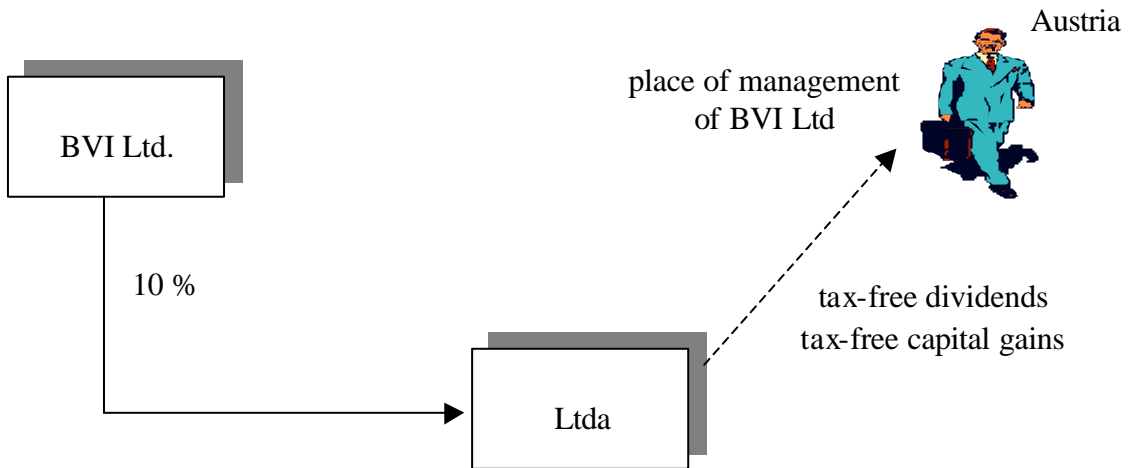 Austria
place of management
of BVI Ltd
BVI Ltd.
10 %
tax-free dividends
tax-free capital gains
Ltda